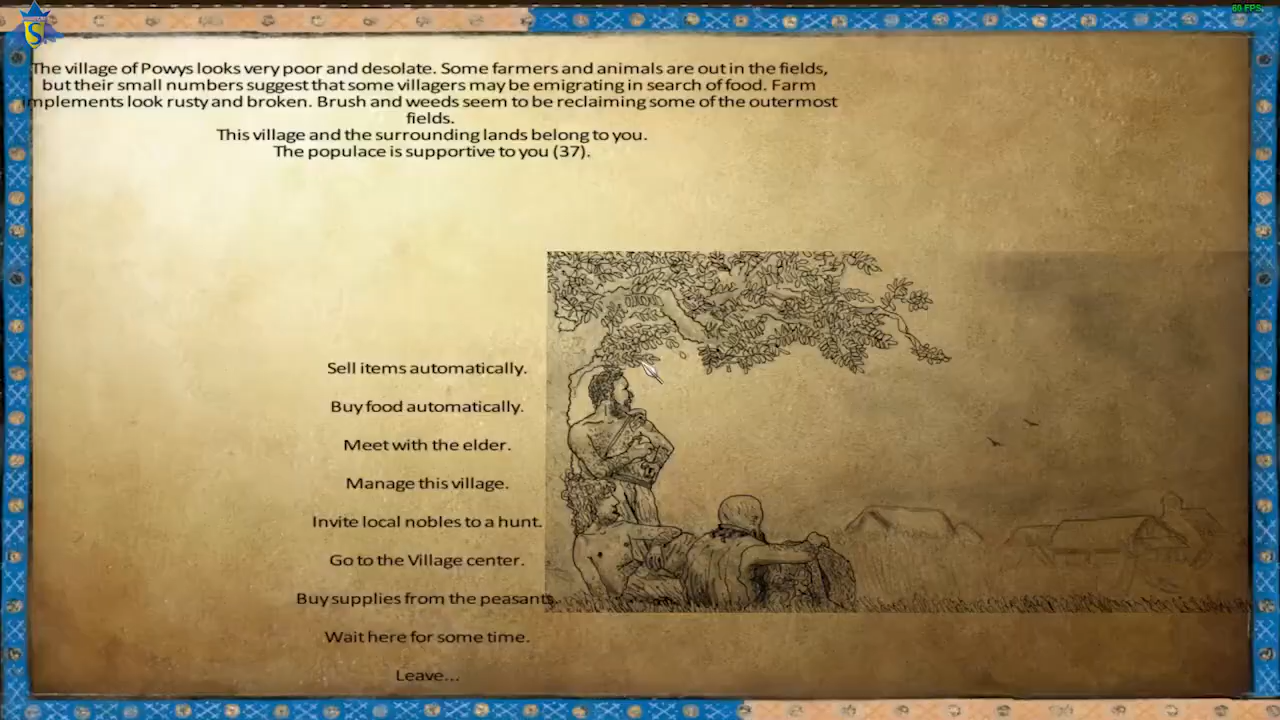 60 FPS
S
The village of Powys looks very poor and desolate. Some farmers and animals are out in the fields,
but their small numbers suggest that some villagers may be emigrating in search of food. Farm
implements look rusty and broken. Brush and weeds seem to be reclaiming some of the outermost
fields.
This village and the surrounding lands belong to you.
The populace is supportive to you (37).
Sell items automatically.
Buy food automatically.
Meet with the elder.
Manage this village.
Invite local nobles to a hunt.
Go to the Village center.
Buy supplies from the peasants.
Wait here for some time.
Leave...